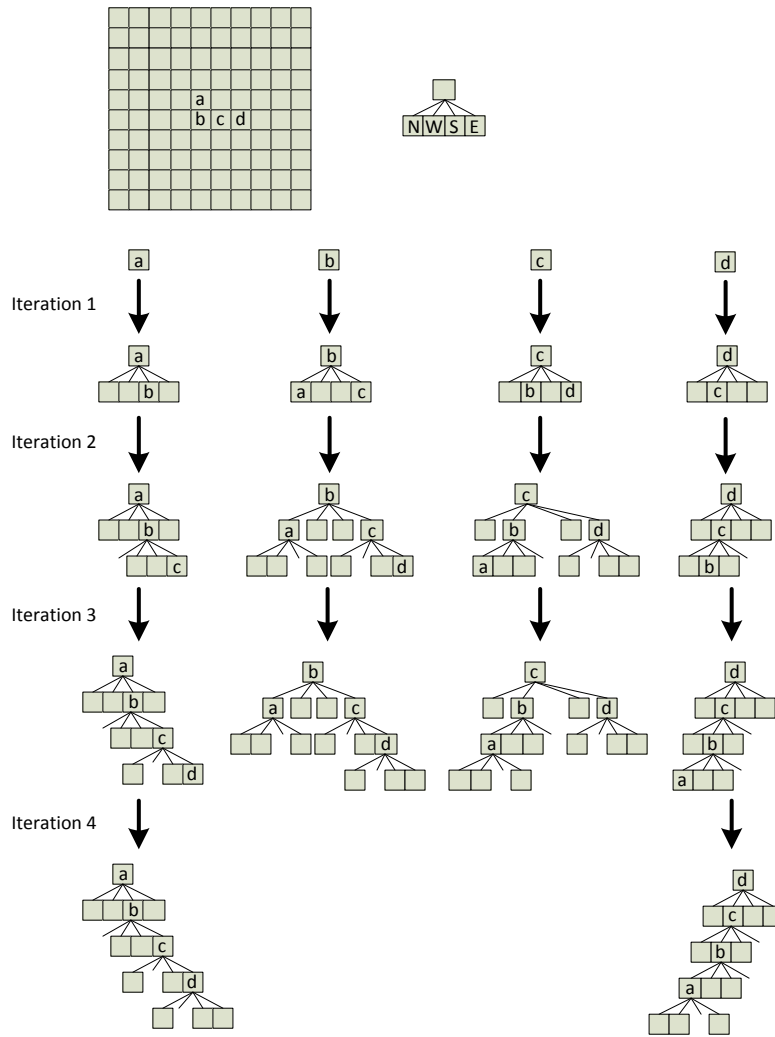 a
b c d
N W S E
a b c d
Iteration 1
a b c d
b a c b d c
Iteration 2
a b c d
b a c b d c
c d a b
Iteration 3
a b c d
b a c b d c
c d a b
d a
Iteration 4
a d
b c
c b
d a